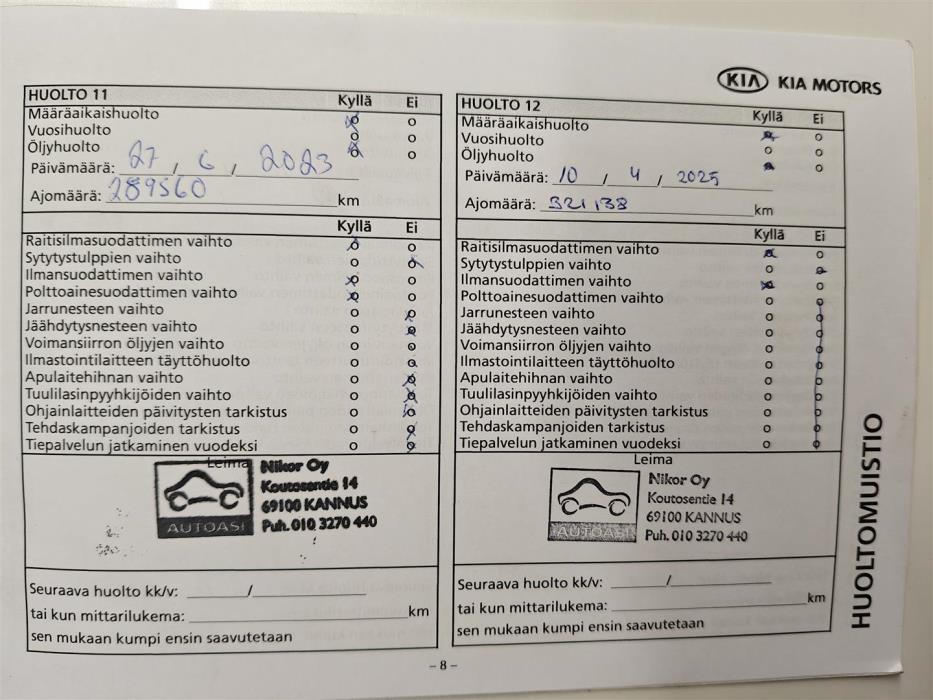 KIA KIA MOTORS
HUOLTO 11 Kyllä Ei
Määräaikaishuolto
Vuosihuolto
Öljyhuolto
Päivämäärä: 27 / 6 / 2023
Ajomäärä: 289560 km
Kyllä Ei
Raitisilmasuodattimen vaihto
Sytytystulppien vaihto
Ilmansuodattimen vaihto
Polttoainesuodattimen vaihto
Jarrunesteen vaihto
Jäähdytysnesteen vaihto
Voimansiirron öljyjen vaihto
Ilmastointilaitteen täyttöhuolto
Apulaitehihnan vaihto
Tuulilasinpyyhkijöiden vaihto
Ohjainlaitteiden päivitysten tarkistus
Tehdaskampanjoiden tarkistus
Tiepalvelun jatkaminen vuodeksi
Leima
AUTOASI
Nikor Oy
Koutosentie 14
69100 KANNUS
Puh. 010 3270 440
Seuraava huolto kk/v: /
tai kun mittarilukema: km
sen mukaan kumpi ensin saavutetaan
HUOLTO 12 Kyllä Ei
Määräaikaishuolto
Vuosihuolto
Öljyhuolto
Päivämäärä: 10 / 4 / 2025
Ajomäärä: 321138 km
Kyllä Ei
Raitisilmasuodattimen vaihto
Sytytystulppien vaihto
Ilmansuodattimen vaihto
Polttoainesuodattimen vaihto
Jarrunesteen vaihto
Jäähdytysnesteen vaihto
Voimansiirron öljyjen vaihto
Ilmastointilaitteen täyttöhuolto
Apulaitehihnan vaihto
Tuulilasinpyyhkijöiden vaihto
Ohjainlaitteiden päivitysten tarkistus
Tehdaskampanjoiden tarkistus
Tiepalvelun jatkaminen vuodeksi
Leima
AUTOASI
Nikor Oy
Koutosentie 14
69100 KANNUS
Puh. 010 3270 440
Seuraava huolto kk/v: /
tai kun mittarilukema: km
sen mukaan kumpi ensin saavutetaan
HUOLTOMUISTIO
– 8 –